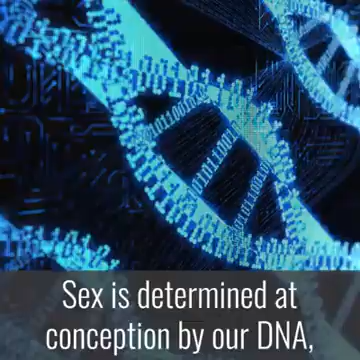 Sex is determined at
conception by our DNA,